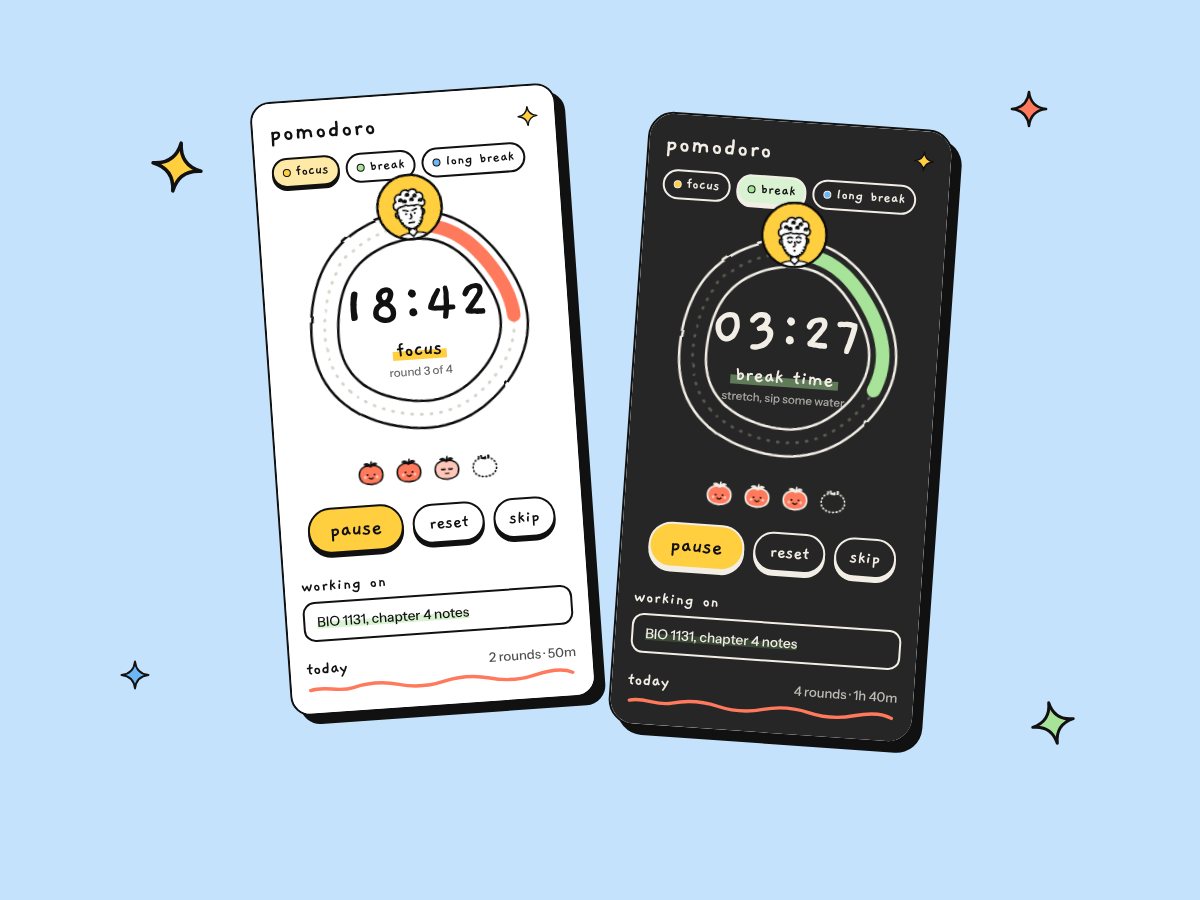 pomodoro
focus break long break
18:42
focus
round 3 of 4
pause reset skip
working on
BIO 1131, chapter 4 notes
today 2 rounds · 50m
pomodoro
focus break long break
03:27
break time
stretch, sip some water
pause reset skip
working on
BIO 1131, chapter 4 notes
today 4 rounds · 1h 40m